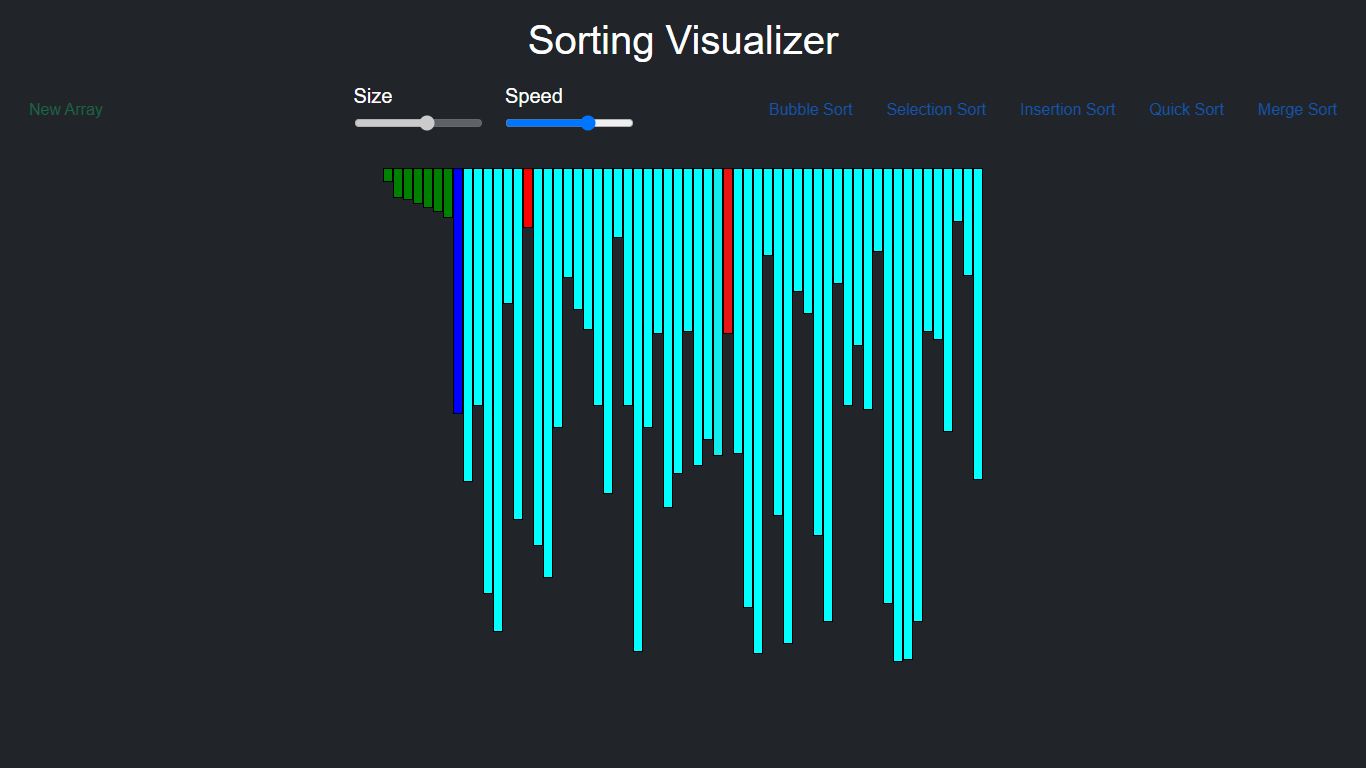 Sorting Visualizer
New Array
Size
Speed
Bubble Sort
Selection Sort
Insertion Sort
Quick Sort
Merge Sort